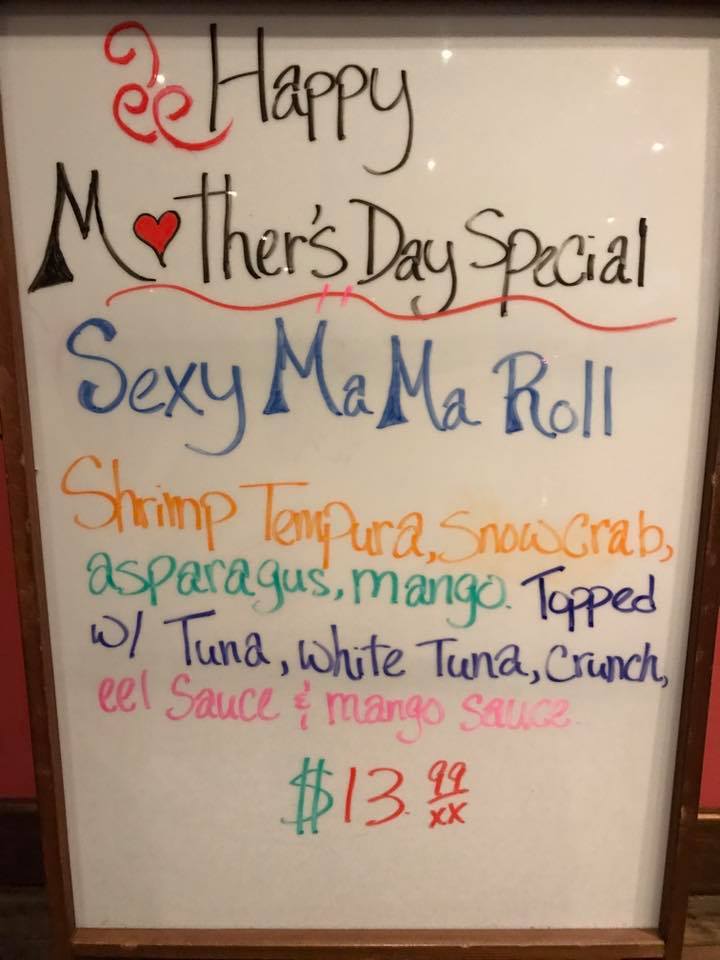 Happy
M♥ther's Day Special
Sexy MaMa Roll
Shrimp Tempura, Snow Crab,
asparagus, mango. Topped
w/ Tuna, white Tuna, Crunch,
eel Sauce & mango sauce
$13.99
xx